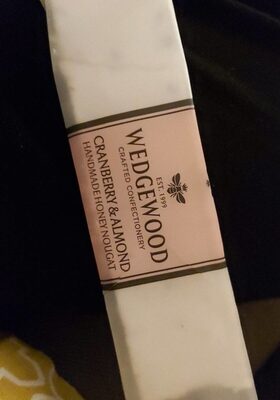 EST. 1999
WEDGEWOOD
CRAFTED CONFECTIONERY
CRANBERRY & ALMOND
HANDMADE HONEY NOUGAT